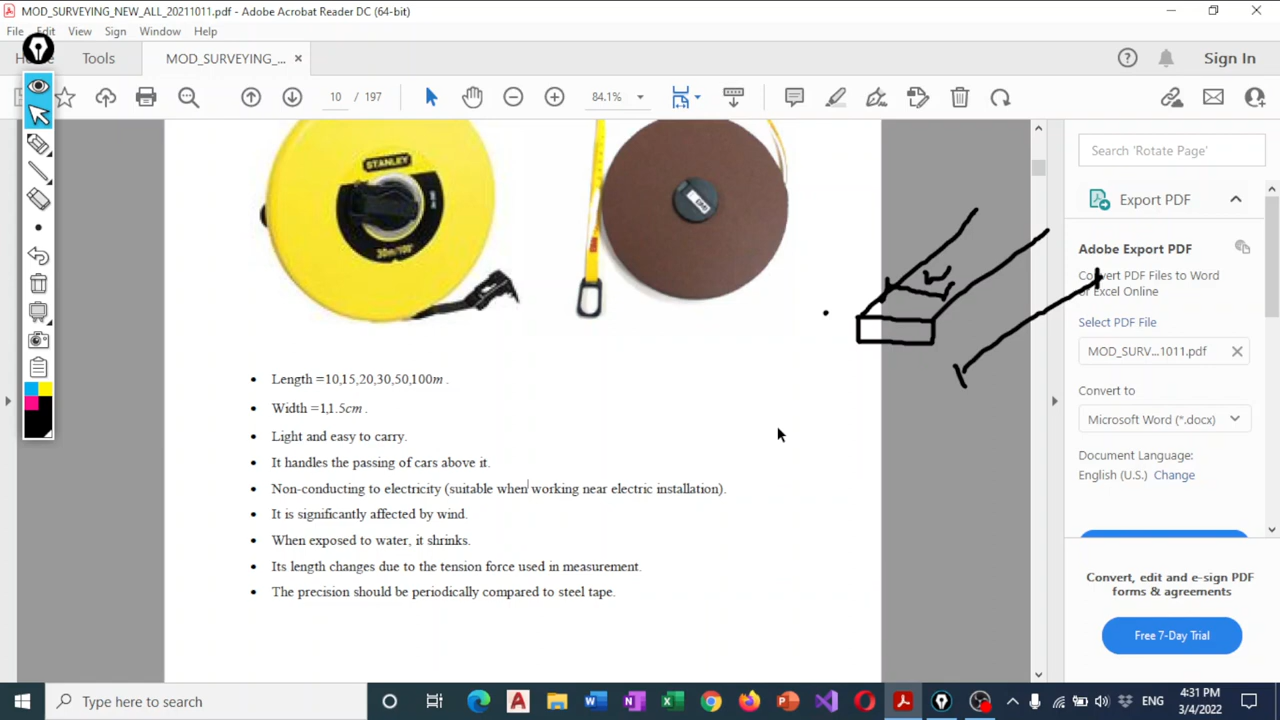 MOD_SURVEYING_NEW_ALL_20211011.pdf - Adobe Acrobat Reader DC (64-bit)
File Edit View Sign Window Help
Tools
MOD_SURVEYING_...
Sign In
10 / 197
84.1%
Search 'Rotate Page'
STANLEY
30m/100'
Export PDF
Adobe Export PDF
Convert PDF Files to Word
or Excel Online
Select PDF File
MOD_SURV...1011.pdf
Convert to
Microsoft Word (*.docx)
Document Language:
English (U.S.) Change
• Length =10,15,20,30,50,100m .
• Width =1,1.5cm .
• Light and easy to carry.
• It handles the passing of cars above it.
• Non-conducting to electricity (suitable when working near electric installation).
• It is significantly affected by wind.
• When exposed to water, it shrinks.
• Its length changes due to the tension force used in measurement.
• The precision should be periodically compared to steel tape.
Convert, edit and e-sign PDF
forms & agreements
Free 7-Day Trial
Type here to search
ENG
4:31 PM
3/4/2022